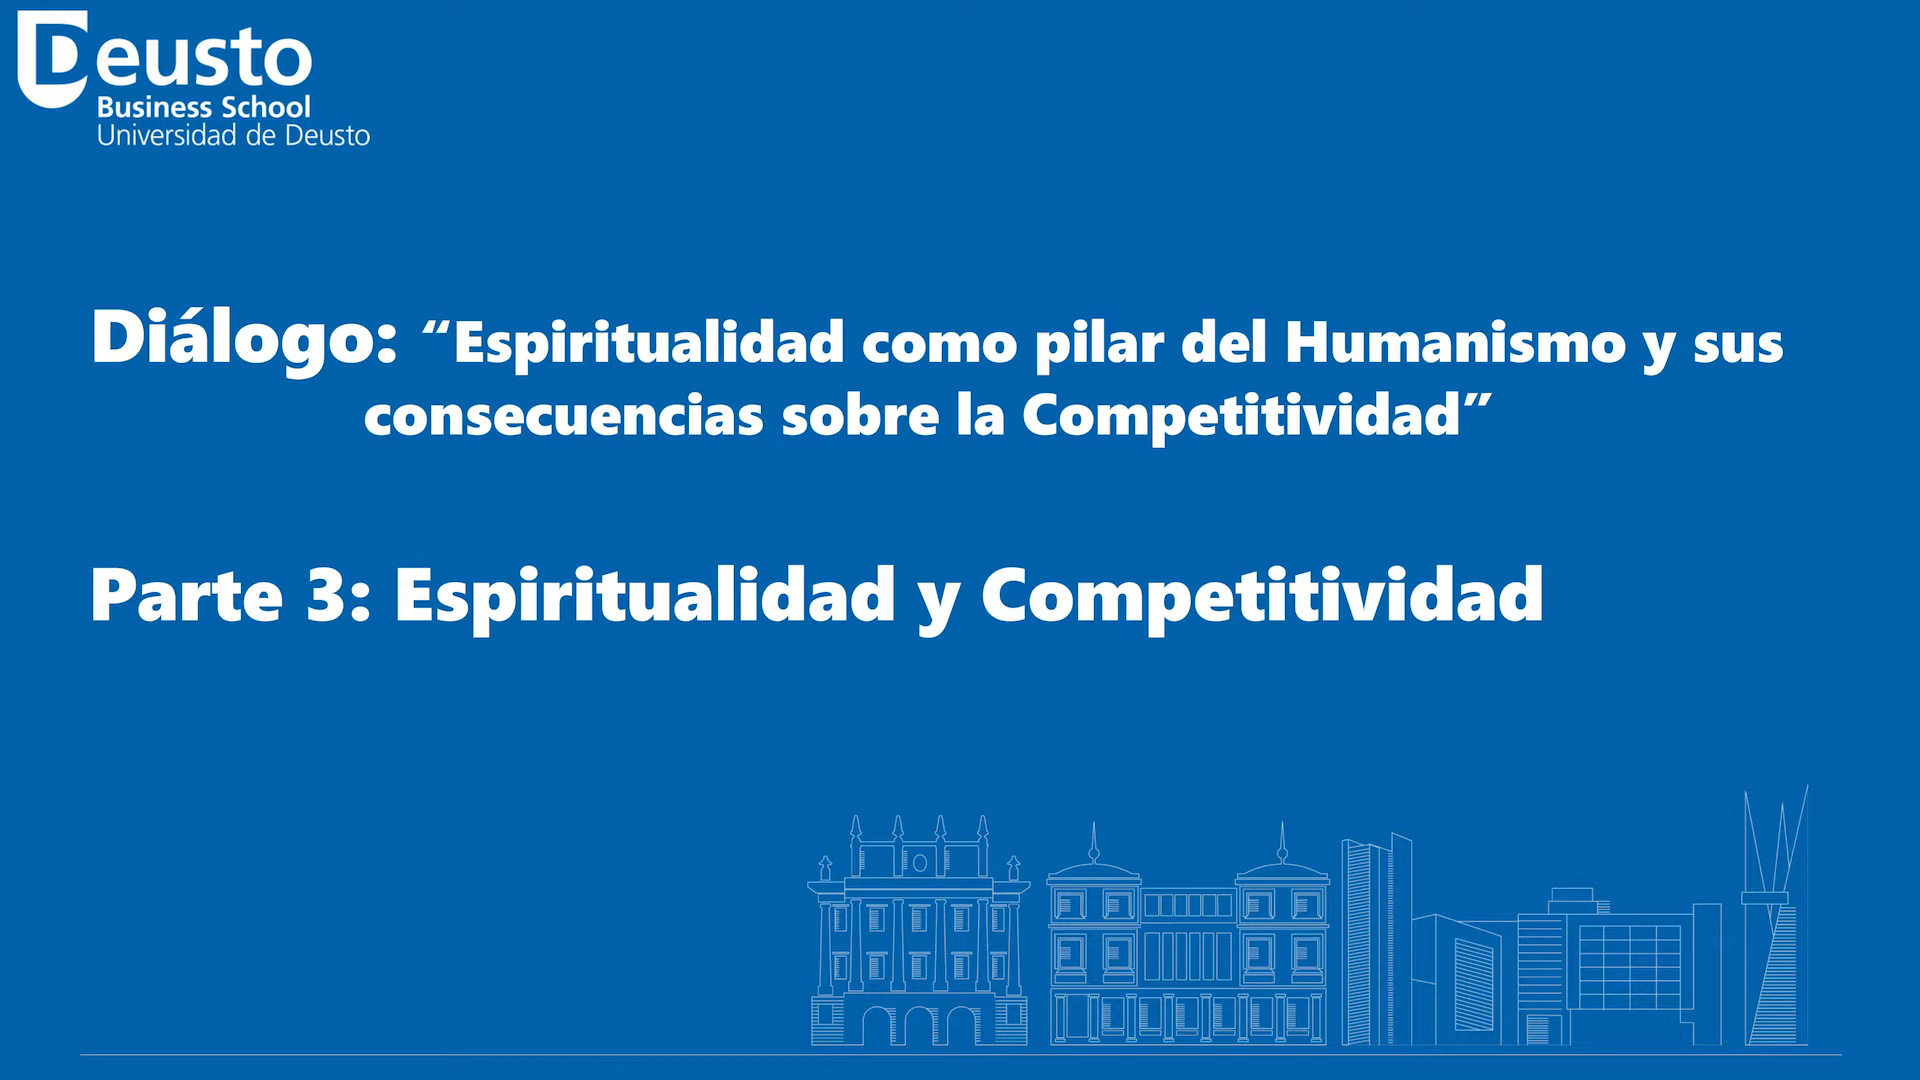 Deusto
Business School
Universidad de Deusto
Diálogo: “Espiritualidad como pilar del Humanismo y sus
consecuencias sobre la Competitividad”
Parte 3: Espiritualidad y Competitividad